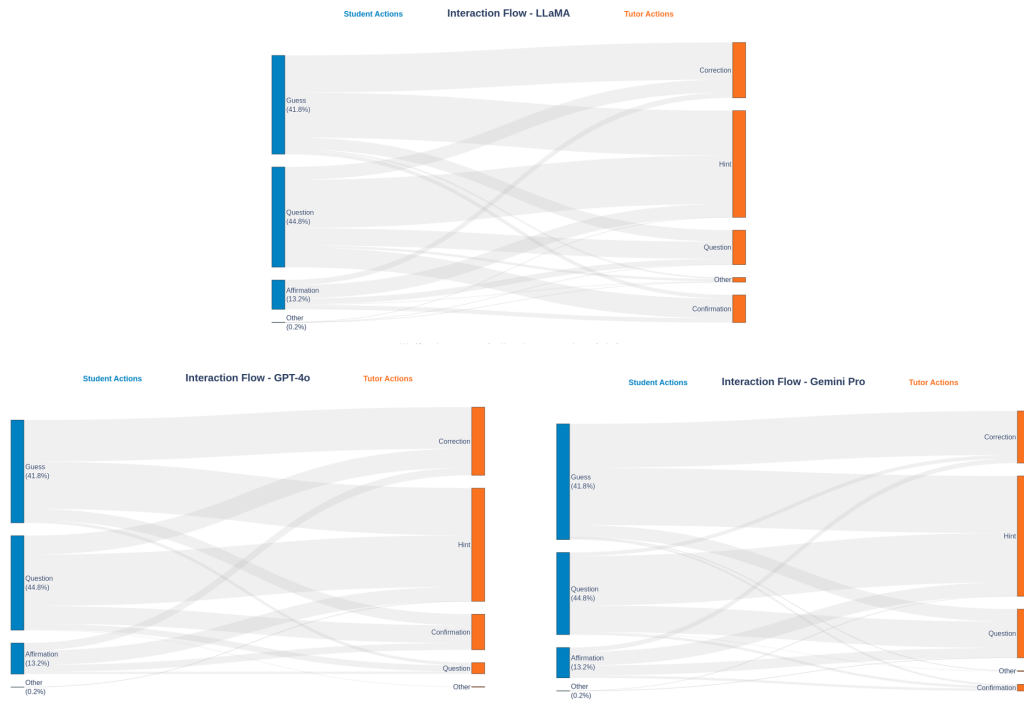 Student Actions
Interaction Flow - LLaMA
Tutor Actions
Guess
(41.8%)
Question
(44.8%)
Affirmation
(13.2%)
Other
(0.2%)
Correction
Hint
Question
Other
Confirmation
Student Actions
Interaction Flow - GPT-4o
Tutor Actions
Guess
(41.8%)
Question
(44.8%)
Affirmation
(13.2%)
Other
(0.2%)
Correction
Hint
Confirmation
Question
Other
Student Actions
Interaction Flow - Gemini Pro
Tutor Actions
Guess
(41.8%)
Question
(44.8%)
Affirmation
(13.2%)
Other
(0.2%)
Correction
Hint
Question
Other
Confirmation